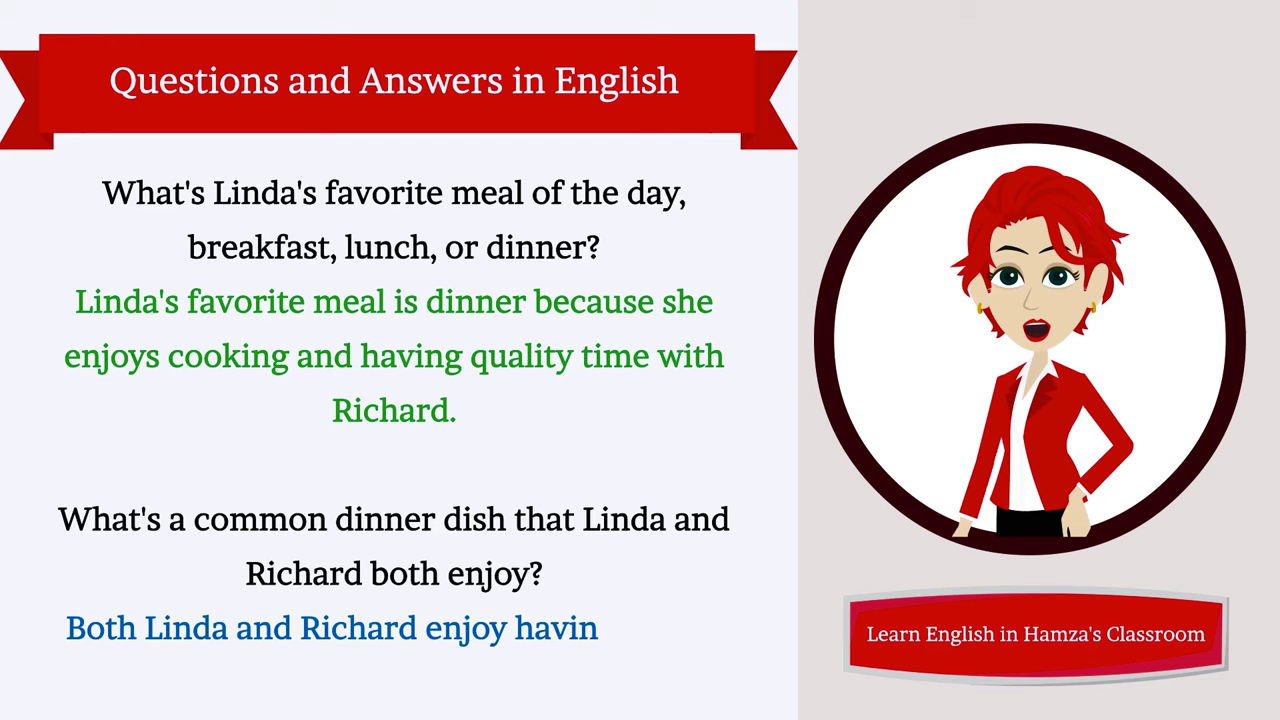 Questions and Answers in English
What's Linda's favorite meal of the day,
breakfast, lunch, or dinner?
Linda's favorite meal is dinner because she
enjoys cooking and having quality time with
Richard.
What's a common dinner dish that Linda and
Richard both enjoy?
Both Linda and Richard enjoy havin
Learn English in Hamza's Classroom